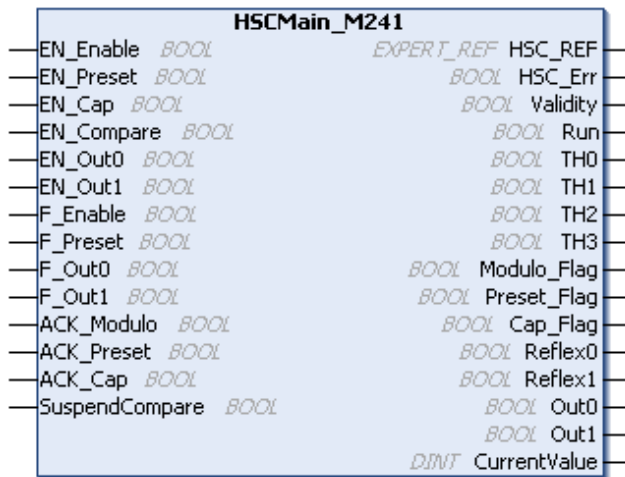 HSCMain_M241
EN_Enable BOOL EXPERT_REF HSC_REF
EN_Preset BOOL BOOL HSC_Err
EN_Cap BOOL BOOL Validity
EN_Compare BOOL BOOL Run
EN_Out0 BOOL BOOL TH0
EN_Out1 BOOL BOOL TH1
F_Enable BOOL BOOL TH2
F_Preset BOOL BOOL TH3
F_Out0 BOOL BOOL Modulo_Flag
F_Out1 BOOL BOOL Preset_Flag
ACK_Modulo BOOL BOOL Cap_Flag
ACK_Preset BOOL BOOL Reflex0
ACK_Cap BOOL BOOL Reflex1
SuspendCompare BOOL BOOL Out0
BOOL Out1
DINT CurrentValue